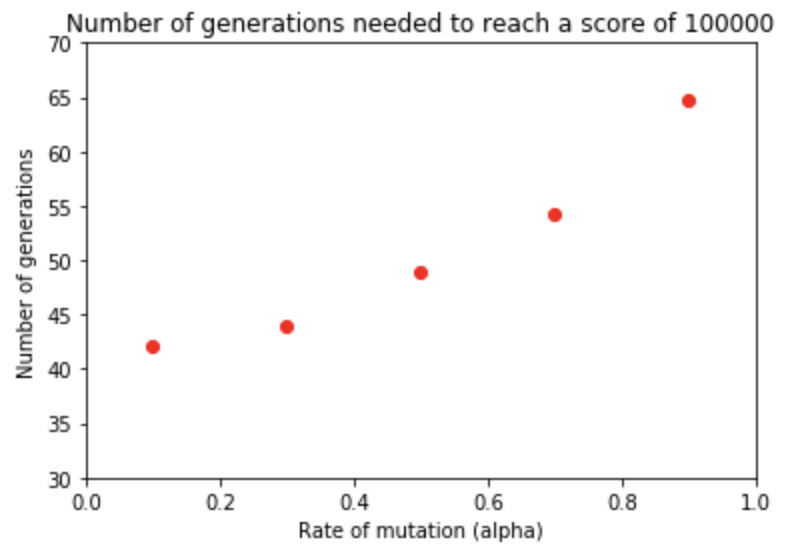 Number of generations needed to reach a score of 100000
70
65
60
55
50
45
40
35
30
Number of generations
0.0 0.2 0.4 0.6 0.8 1.0
Rate of mutation (alpha)